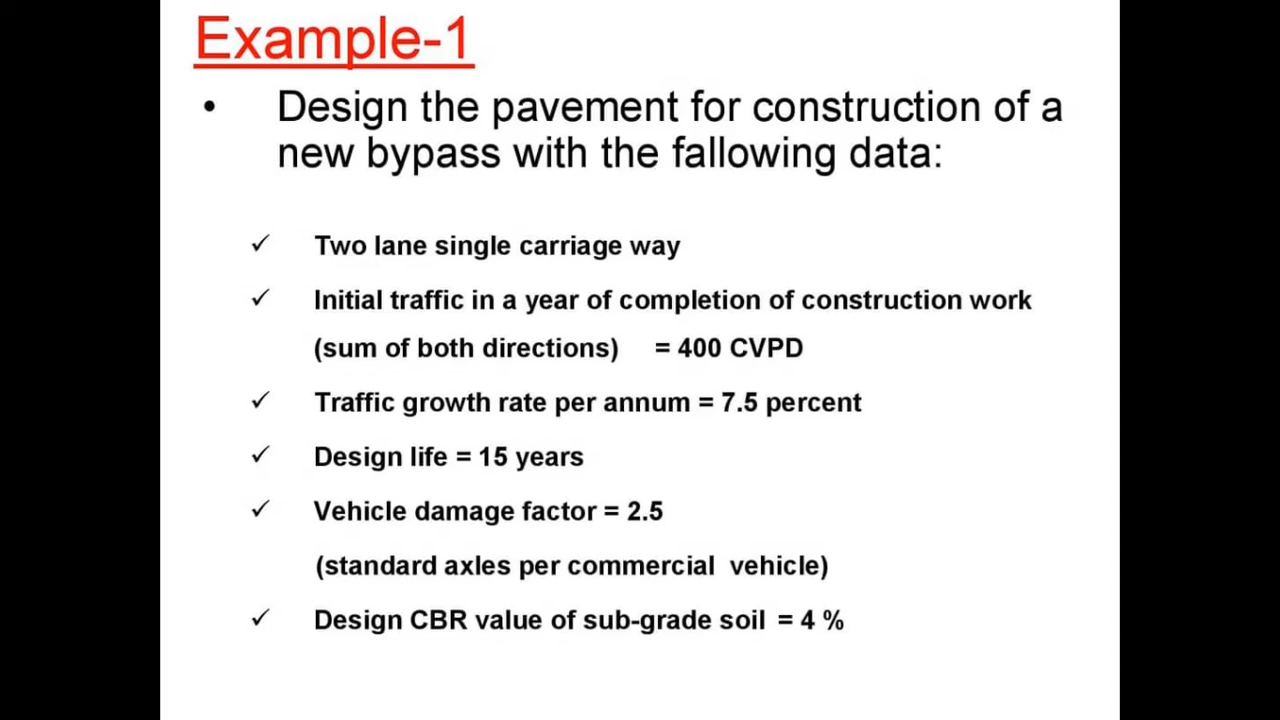 Example-1
• Design the pavement for construction of a
new bypass with the fallowing data:
✓ Two lane single carriage way
✓ Initial traffic in a year of completion of construction work
(sum of both directions) = 400 CVPD
✓ Traffic growth rate per annum = 7.5 percent
✓ Design life = 15 years
✓ Vehicle damage factor = 2.5
(standard axles per commercial vehicle)
✓ Design CBR value of sub-grade soil = 4 %